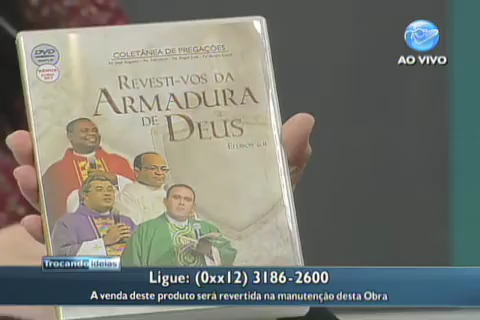 AO VIVO
DVD
COLETÂNEA DE PREGAÇÕES
REVESTI-VOS DA
ARMADURA
DE DEUS
Trocando ideias
Ligue: (0xx12) 3186-2600
A venda deste produto será revertida na manutenção desta Obra